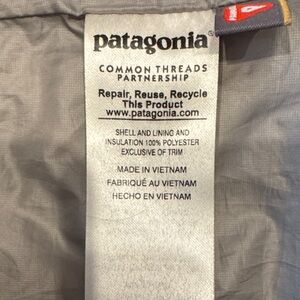 patagonia®
COMMON THREADS
PARTNERSHIP
Repair, Reuse, Recycle
This Product
www.patagonia.com
SHELL AND LINING AND
INSULATION 100% POLYESTER
EXCLUSIVE OF TRIM
MADE IN VIETNAM
FABRIQUÉ AU VIETNAM
HECHO EN VIETNAM